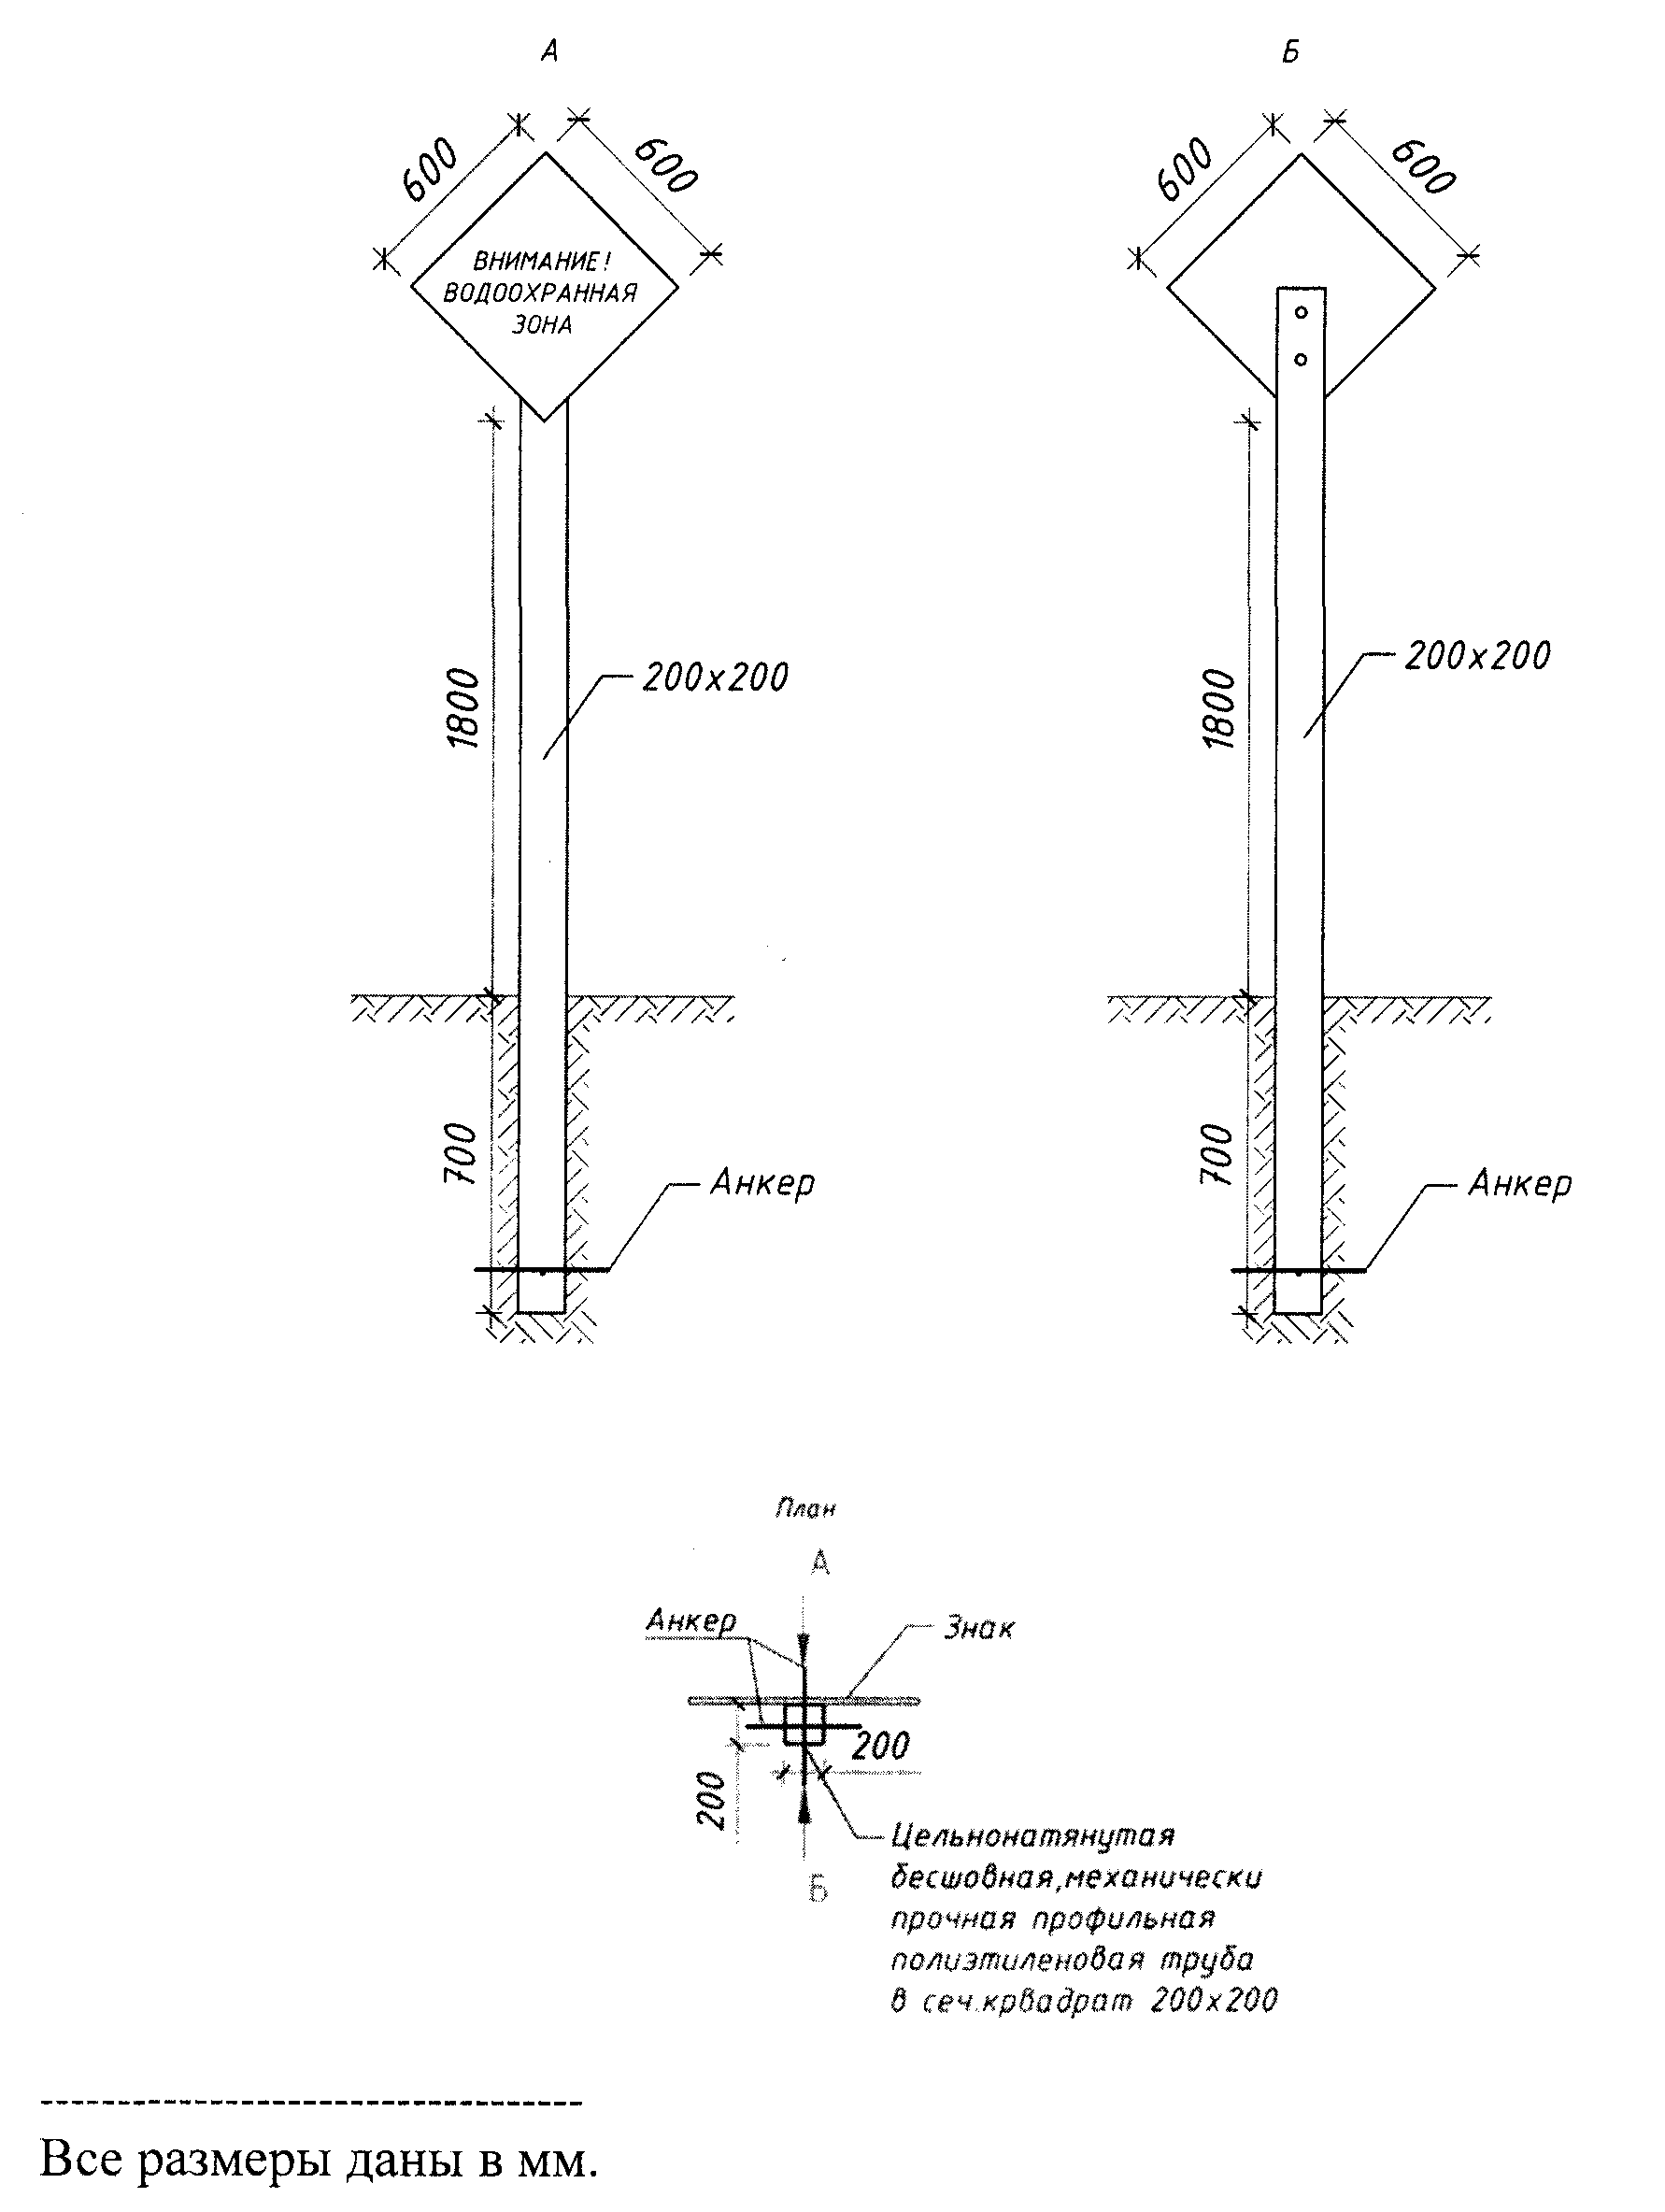 А
600
600
ВНИМАНИЕ!
ВОДООХРАННАЯ
ЗОНА
200х200
1800
700
Анкер
Б
600
600
200х200
1800
700
Анкер
План
А
Анкер
Знак
200
200
Цельнонатянутая
бесшовная,механически
прочная профильная
полиэтиленовая труба
в сеч.крвадрат 200х200
Б
Все размеры даны в мм.